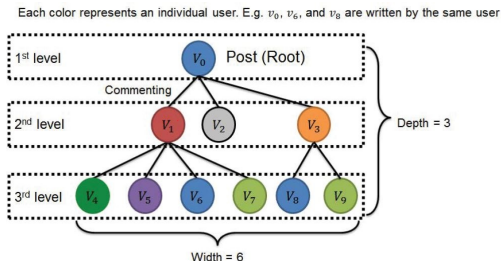 Each color represents an individual user. E.g. v₀, v₆, and v₈ are written by the same user
1st level
V₀
Post (Root)
Commenting
2nd level
V₁
V₂
V₃
Depth = 3
3rd level
V₄
V₅
V₆
V₇
V₈
V₉
Width = 6